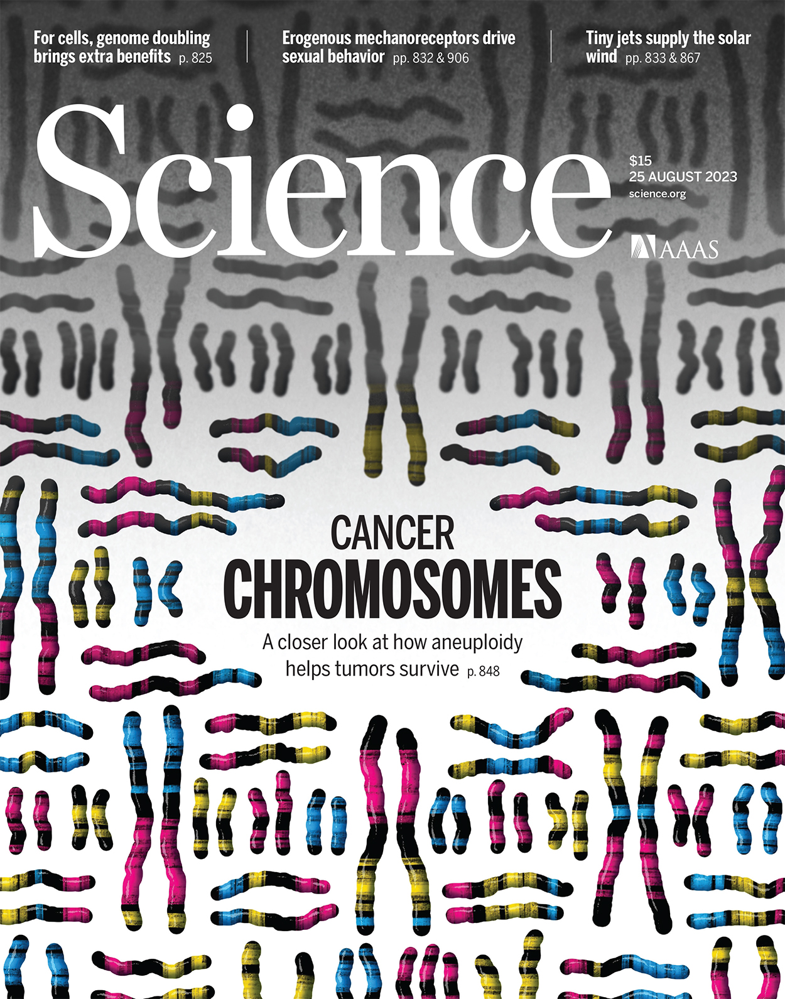 For cells, genome doubling
brings extra benefits p. 825
Erogenous mechanoreceptors drive
sexual behavior pp. 832 & 906
Tiny jets supply the solar
wind pp. 833 & 867
Science
$15
25 AUGUST 2023
science.org
AAAS
CANCER
CHROMOSOMES
A closer look at how aneuploidy
helps tumors survive p. 848